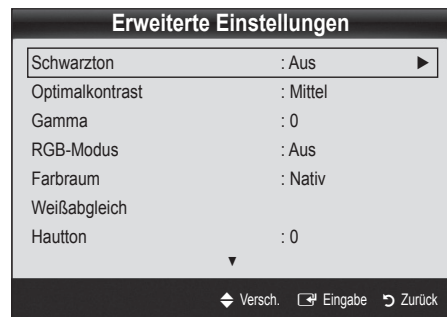 Erweiterte Einstellungen
Schwarzton : Aus ►
Optimalkontrast : Mittel
Gamma : 0
RGB-Modus : Aus
Farbraum : Nativ
Weißabgleich
Hautton : 0
▼
Versch. Eingabe Zurück